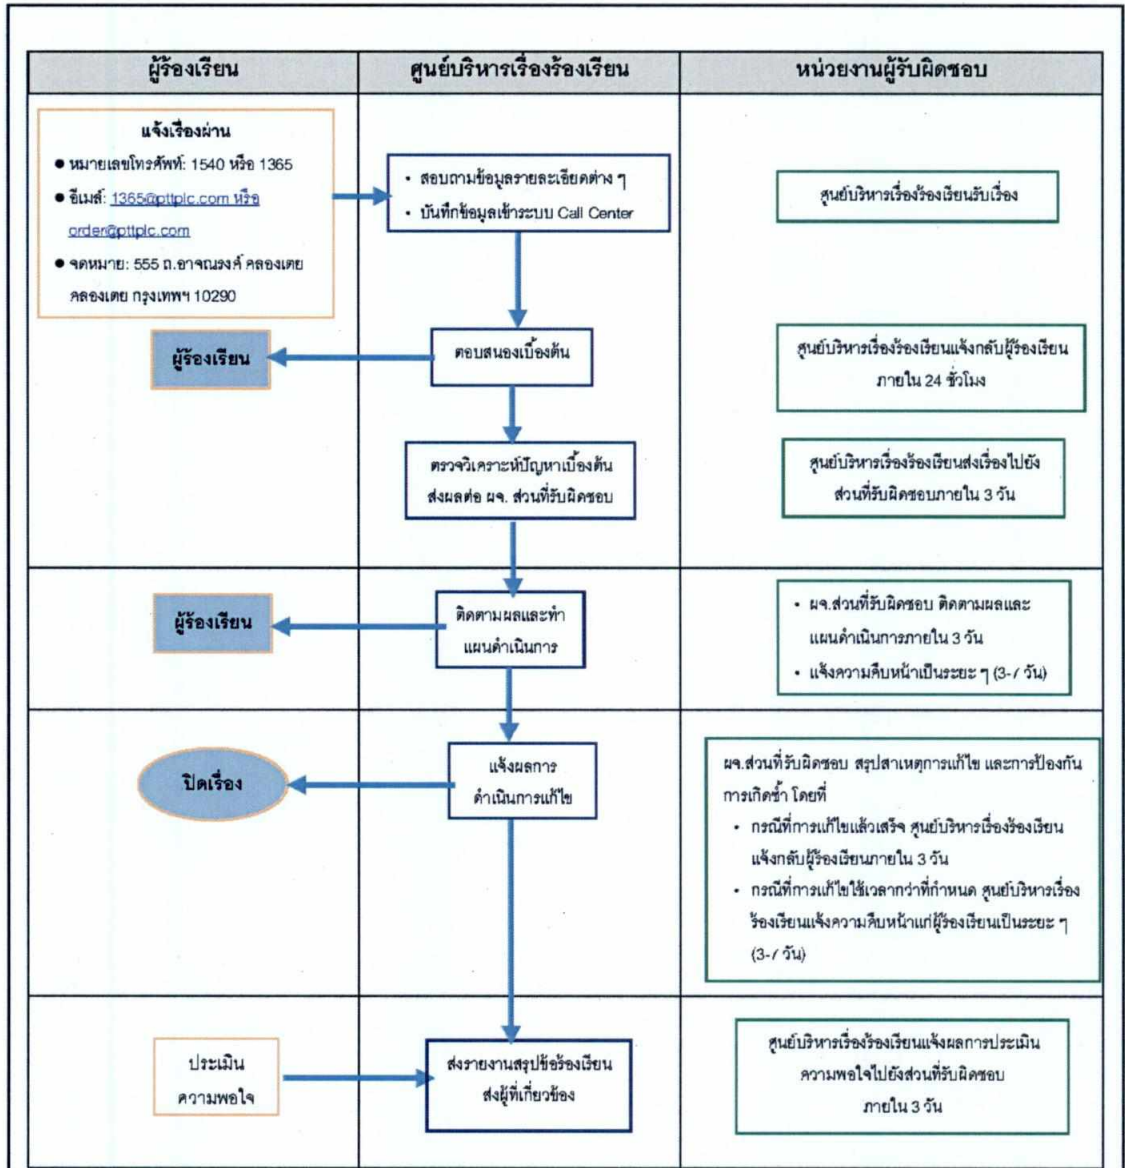 ผู้ร้องเรียน
ศูนย์บริหารเรื่องร้องเรียน
หน่วยงานผู้รับผิดชอบ
แจ้งเรื่องผ่าน
● หมายเลขโทรศัพท์: 1540 หรือ 1365
● อีเมล์: 1365@pttplc.com หรือ
order@pttplc.com
● จดหมาย: 555 ถ.อาจณรงค์ คลองเตย
คลองเตย กรุงเทพฯ 10290
• สอบถามข้อมูลรายละเอียดต่าง ๆ
• บันทึกข้อมูลเข้าระบบ Call Center
ศูนย์บริหารเรื่องร้องเรียนรับเรื่อง
ผู้ร้องเรียน
ตอบสนองเบื้องต้น
ศูนย์บริหารเรื่องร้องเรียนแจ้งกลับผู้ร้องเรียน
ภายใน 24 ชั่วโมง
ตรวจวิเคราะห์ปัญหาเบื้องต้น
ส่งผลต่อ ผจ. ส่วนที่รับผิดชอบ
ศูนย์บริหารเรื่องร้องเรียนส่งเรื่องไปยัง
ส่วนที่รับผิดชอบภายใน 3 วัน
ผู้ร้องเรียน
ติดตามผลและทำ
แผนดำเนินการ
• ผจ.ส่วนที่รับผิดชอบ ติดตามผลและ
แผนดำเนินการภายใน 3 วัน
• แจ้งความคืบหน้าเป็นระยะ ๆ (3-7 วัน)
ปิดเรื่อง
แจ้งผลการ
ดำเนินการแก้ไข
ผจ.ส่วนที่รับผิดชอบ สรุปสาเหตุการแก้ไข และการป้องกัน
การเกิดซ้ำ โดยที่
• กรณีที่การแก้ไขแล้วเสร็จ ศูนย์บริหารเรื่องร้องเรียน
แจ้งกลับผู้ร้องเรียนภายใน 3 วัน
• กรณีที่การแก้ไขใช้เวลากว่าที่กำหนด ศูนย์บริหารเรื่อง
ร้องเรียนแจ้งความคืบหน้าแก่ผู้ร้องเรียนเป็นระยะ ๆ
(3-7 วัน)
ประเมิน
ความพอใจ
ส่งรายงานสรุปข้อร้องเรียน
ส่งผู้ที่เกี่ยวข้อง
ศูนย์บริหารเรื่องร้องเรียนแจ้งผลการประเมิน
ความพอใจไปยังส่วนที่รับผิดชอบ
ภายใน 3 วัน